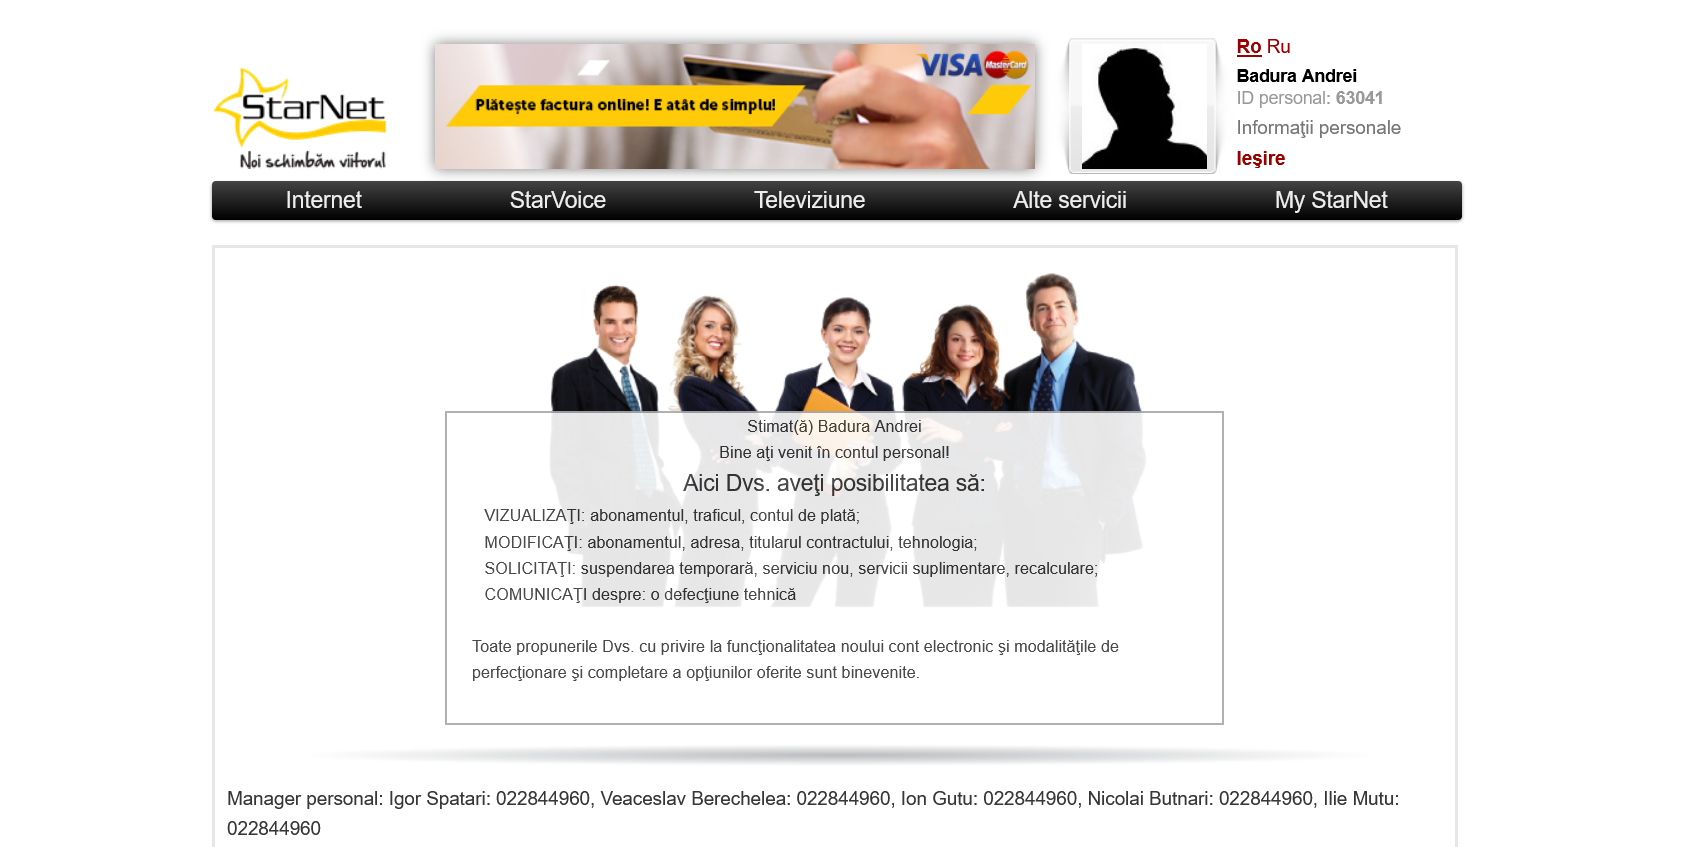 StarNet
Noi schimbăm viitorul
Plătește factura online! E atât de simplu!
VISA
MasterCard
Ro Ru
Badura Andrei
ID personal: 63041
Informaţii personale
Ieşire
Internet StarVoice Televiziune Alte servicii My StarNet
Stimat(ă) Badura Andrei
Bine aţi venit în contul personal!
Aici Dvs. aveţi posibilitatea să:
VIZUALIZAŢI: abonamentul, traficul, contul de plată;
MODIFICAŢI: abonamentul, adresa, titularul contractului, tehnologia;
SOLICITAŢI: suspendarea temporară, serviciu nou, servicii suplimentare, recalculare;
COMUNICAŢI despre: o defecţiune tehnică
Toate propunerile Dvs. cu privire la funcţionalitatea noului cont electronic şi modalităţile de
perfecţionare şi completare a opţiunilor oferite sunt binevenite.
Manager personal: Igor Spatari: 022844960, Veaceslav Berechelea: 022844960, Ion Gutu: 022844960, Nicolai Butnari: 022844960, Ilie Mutu:
022844960